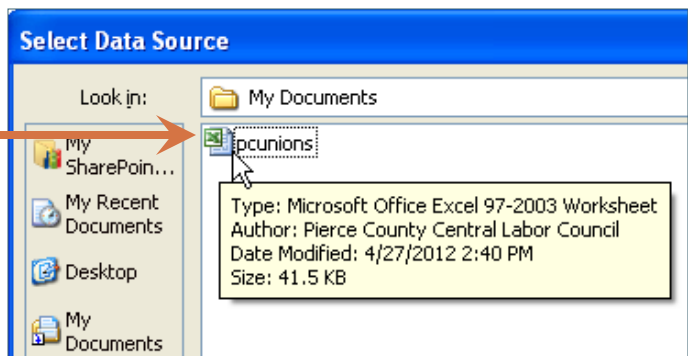 Select Data Source
Look in:
My Documents
My
SharePoin...
pcunions
My Recent
Documents
Type: Microsoft Office Excel 97-2003 Worksheet
Author: Pierce County Central Labor Council
Date Modified: 4/27/2012 2:40 PM
Size: 41.5 KB
Desktop
My
Documents